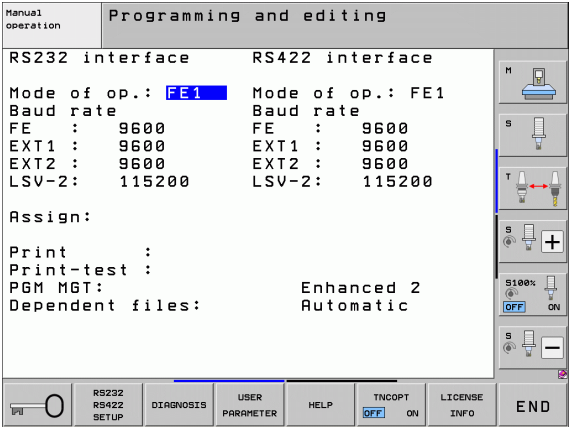 Manual operation
Programming and editing
RS232 interface RS422 interface
Mode of op.: FE1 Mode of op.: FE1
Baud rate Baud rate
FE : 9600 FE : 9600
EXT1 : 9600 EXT1 : 9600
EXT2 : 9600 EXT2 : 9600
LSV-2: 115200 LSV-2: 115200
Assign:
Print :
Print-test :
PGM MGT: Enhanced 2
Dependent files: Automatic
M
S
T
S
+
S100%
OFF ON
S
−
RS232
RS422
SETUP
DIAGNOSIS
USER
PARAMETER
HELP
TNCOPT
OFF ON
LICENSE
INFO
END